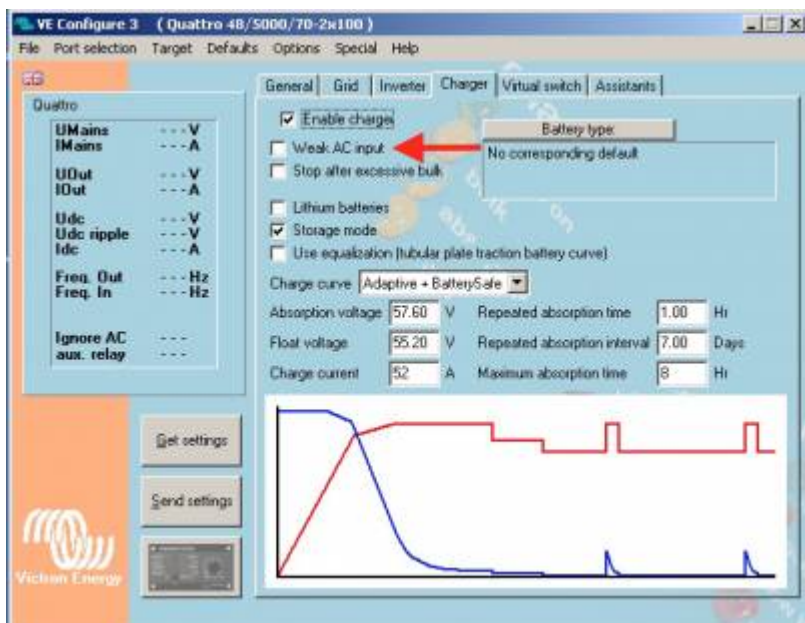 VE Configure 3 ( Quattro 48/5000/70-2x100 )
File Port selection Target Defaults Options Special Help
General Grid Inverter Charger Virtual switch Assistants
Quattro
UMains ---V
IMains ---A
UOut ---V
IOut ---A
Udc ---V
Udc ripple ---V
Idc ---A
Freq. Out ---Hz
Freq. In ---Hz
Ignore AC ---
aux. relay ---
Enable charger
Weak AC input
Stop after excessive bulk
Battery type:
No corresponding default
Lithium batteries
Storage mode
Use equalization (tubular plate traction battery curve)
Charge curve Adaptive + BatterySafe
Absorption voltage 57.60 V Repeated absorption time 1.00 Hr
Float voltage 55.20 V Repeated absorption interval 7.00 Days
Charge current 52 A Maximum absorption time 8 Hr
Get settings
Send settings
Victron Energy